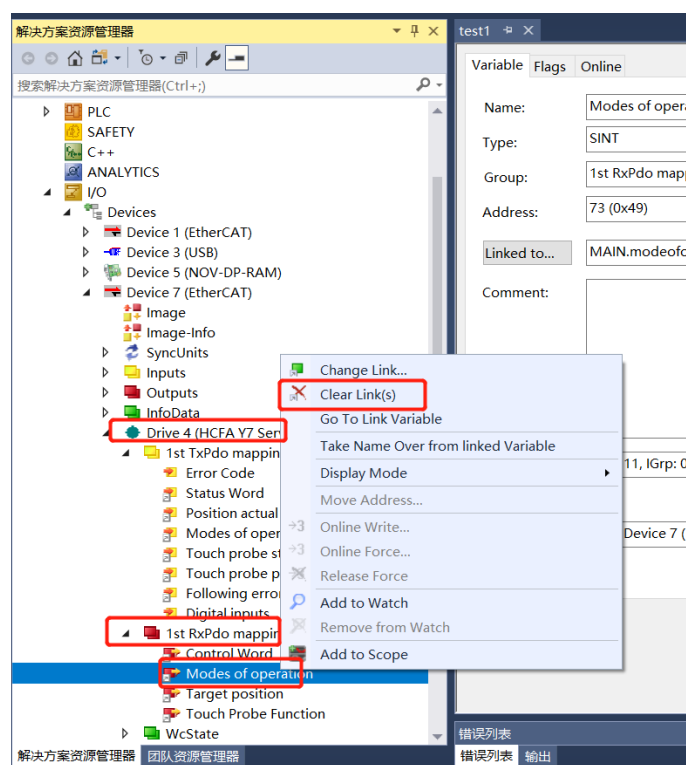 解决方案资源管理器
搜索解决方案资源管理器(Ctrl+;)
PLC
SAFETY
C++
ANALYTICS
I/O
Devices
Device 1 (EtherCAT)
Device 3 (USB)
Device 5 (NOV-DP-RAM)
Device 7 (EtherCAT)
Image
Image-Info
SyncUnits
Inputs
Outputs
InfoData
Drive 4 (HCFA Y7 Ser
1st TxPdo mappin
Error Code
Status Word
Position actual
Modes of oper
Touch probe st
Touch probe p
Following erro
Digital inputs
1st RxPdo mappin
Control Word
Modes of operation
Target position
Touch Probe Function
WcState
解决方案资源管理器 团队资源管理器
Change Link...
Clear Link(s)
Go To Link Variable
Take Name Over from linked Variable
Display Mode
Move Address...
Online Write...
Online Force...
Release Force
Add to Watch
Remove from Watch
Add to Scope
test1
Variable Flags Online
Name: Modes of oper
Type: SINT
Group: 1st RxPdo map
Address: 73 (0x49)
Linked to... MAIN.modeofo
Comment:
11, IGrp: 0
Device 7 (
错误列表
错误列表 输出